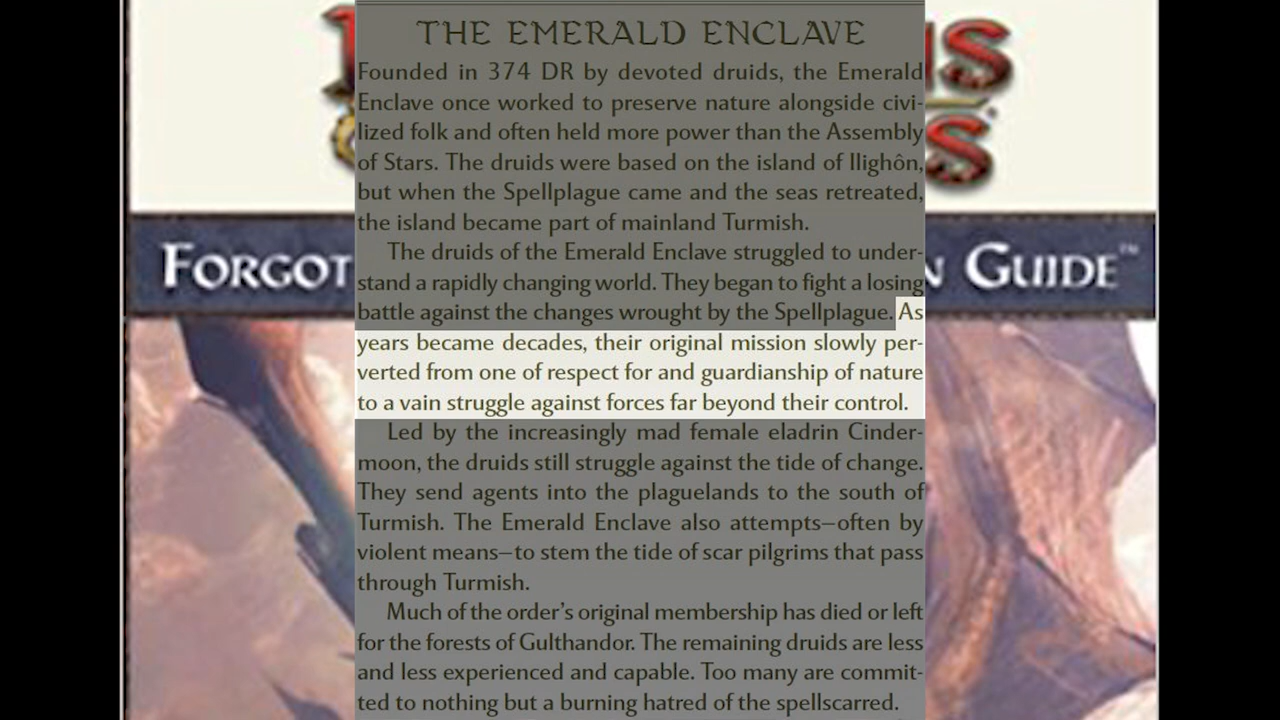 THE EMERALD ENCLAVE
Founded in 374 DR by devoted druids, the Emerald
Enclave once worked to preserve nature alongside civi-
lized folk and often held more power than the Assembly
of Stars. The druids were based on the island of Ilighôn,
but when the Spellplague came and the seas retreated,
the island became part of mainland Turmish.
The druids of the Emerald Enclave struggled to under-
stand a rapidly changing world. They began to fight a losing
battle against the changes wrought by the Spellplague. As
years became decades, their original mission slowly per-
verted from one of respect for and guardianship of nature
to a vain struggle against forces far beyond their control.
Led by the increasingly mad female eladrin Cinder-
moon, the druids still struggle against the tide of change.
They send agents into the plaguelands to the south of
Turmish. The Emerald Enclave also attempts—often by
violent means—to stem the tide of scar pilgrims that pass
through Turmish.
Much of the order's original membership has died or left
for the forests of Gulthandor. The remaining druids are less
and less experienced and capable. Too many are commit-
ted to nothing but a burning hatred of the spellscarred.
FORGOT
N GUIDE™